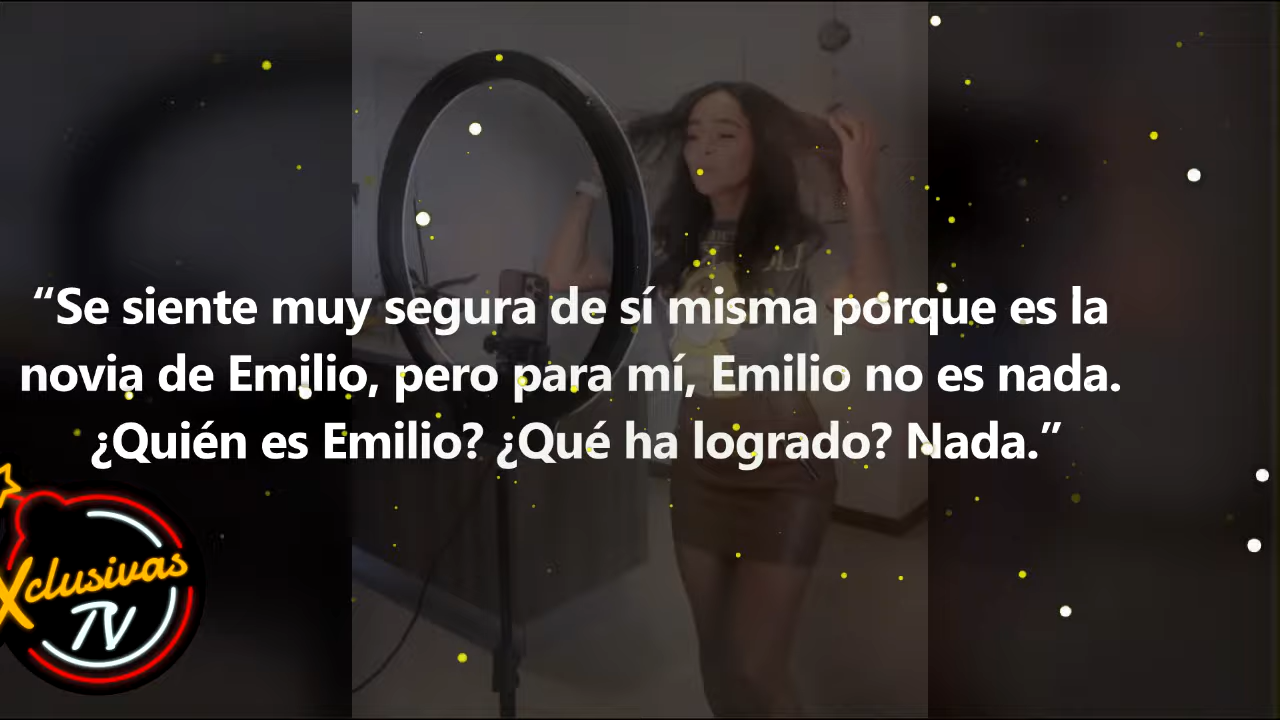 “Se siente muy segura de sí misma porque es la
novia de Emilio, pero para mí, Emilio no es nada.
¿Quién es Emilio? ¿Qué ha logrado? Nada.”
Xclusivas
TV